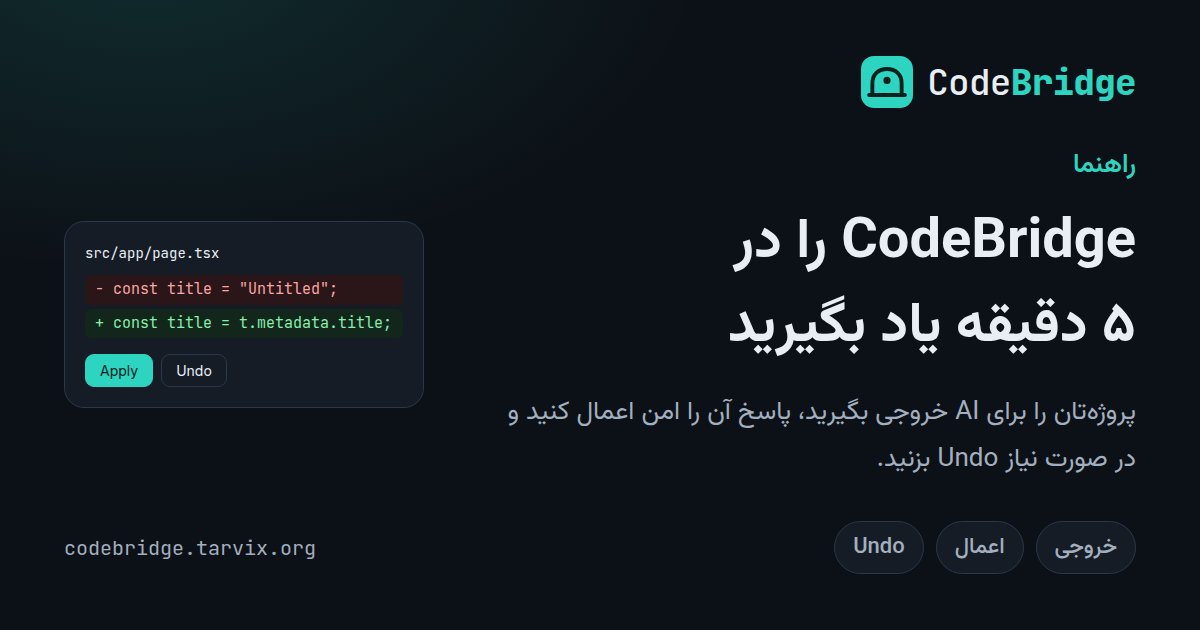 CodeBridge
راهنما
CodeBridge را در
۵ دقیقه یاد بگیرید
پروژه‌تان را برای AI خروجی بگیرید، پاسخ آن را امن اعمال کنید و
در صورت نیاز Undo بزنید.
خروجی
اعمال
Undo
src/app/page.tsx
- const title = "Untitled";
+ const title = t.metadata.title;
Apply
Undo
codebridge.tarvix.org